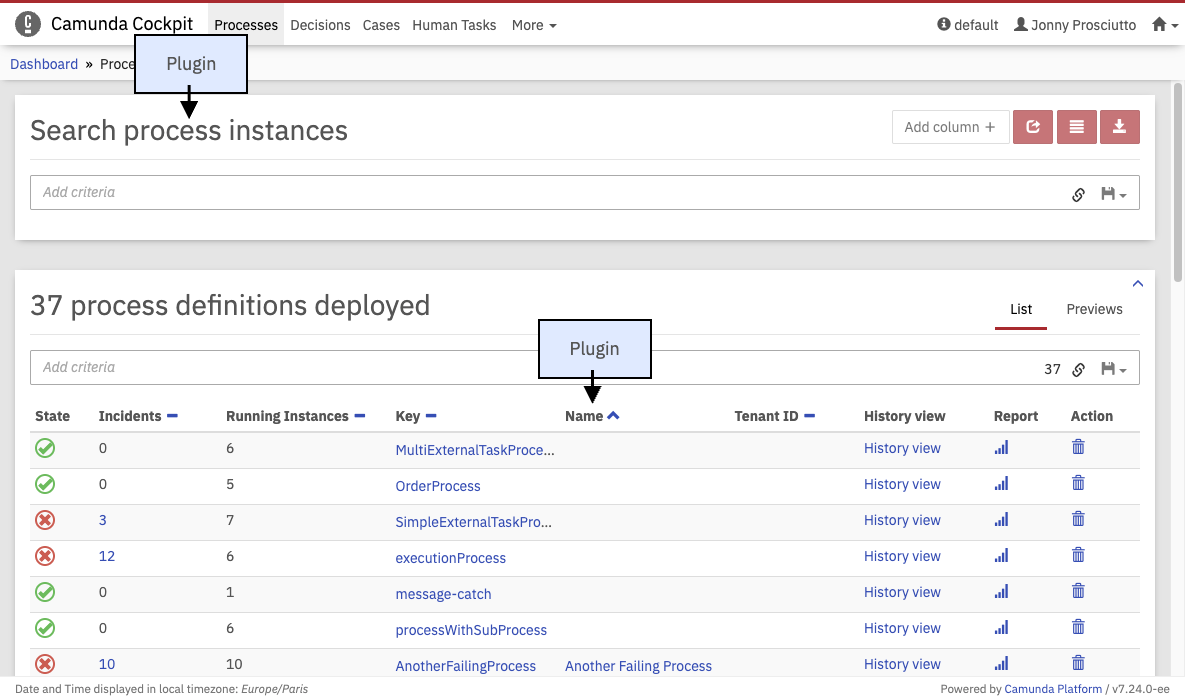 Camunda Cockpit Processes Decisions Cases Human Tasks More default Jonny Prosciutto
Dashboard » Proce
Plugin
Search process instances Add column +
Add criteria
37 process definitions deployed List Previews
Plugin
Add criteria 37
State Incidents Running Instances Key Name Tenant ID History view Report Action
0 6 MultiExternalTaskProce... History view
0 5 OrderProcess History view
3 7 SimpleExternalTaskPro... History view
12 6 executionProcess History view
0 1 message-catch History view
0 6 processWithSubProcess History view
10 10 AnotherFailingProcess Another Failing Process History view
Date and Time displayed in local timezone: Europe/Paris Powered by Camunda Platform / v7.24.0-ee